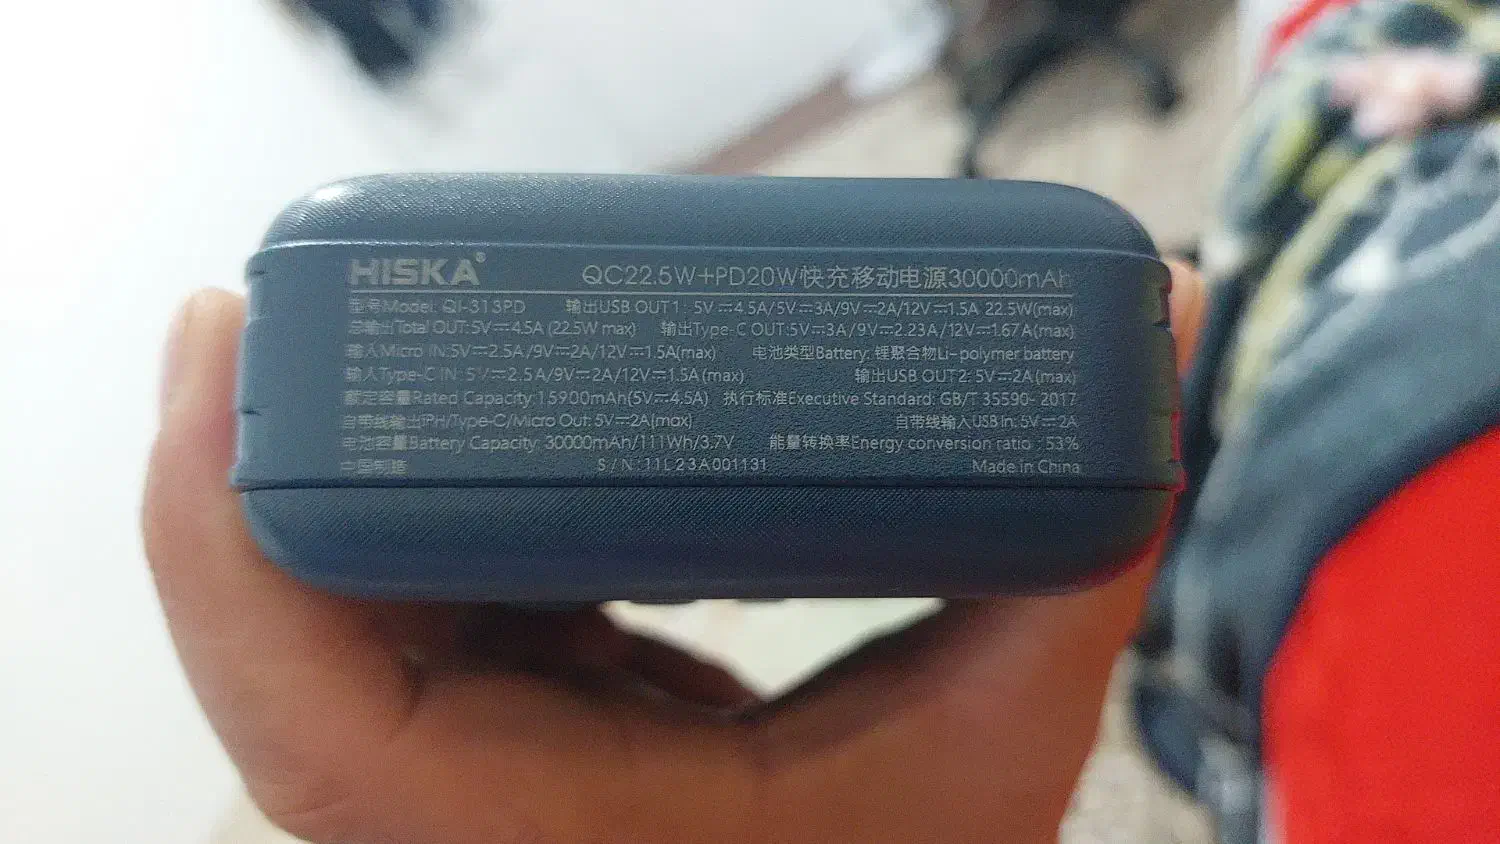 HISKA® QC22.5W+PD20W快充移动电源30000mAh
型号Model: QI-313PD 输出USB OUT1: 5V⎓4.5A/5V⎓3A/9V⎓2A/12V⎓1.5A 22.5W(max)
总输出Total OUT:5V⎓4.5A (22.5W max) 输出Type-C OUT:5V⎓3A/9V⎓2.23A/12V⎓1.67A(max)
输入Micro IN:5V⎓2.5A/9V⎓2A/12V⎓1.5A(max) 电池类型Battery: 锂聚合物Li-polymer battery
输入Type-C IN: 5V⎓2.5A/9V⎓2A/12V⎓1.5A(max) 输出USB OUT2: 5V⎓2A(max)
额定容量Rated Capacity:15900mAh(5V⎓4.5A) 执行标准Executive Standard: GB/T 35590-2017
自带线输出IPH/Type-C/Micro Out: 5V⎓2A(max) 自带线输入USB In: 5V⎓2A
电池容量Battery Capacity: 30000mAh/111Wh/3.7V 能量转换率Energy conversion ratio :53%
中国制造 S/N:11L23A001131 Made in China